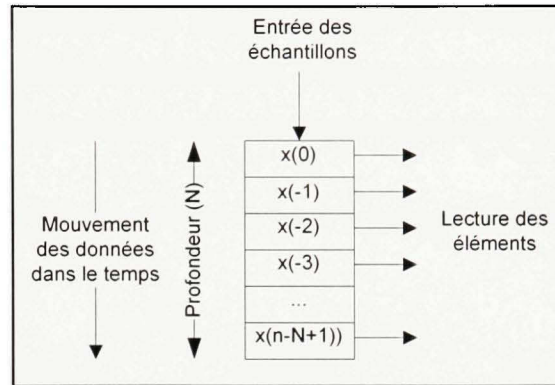 Entrée des
échantillons
x(0)
x(-1)
x(-2)
x(-3)
...
x(n-N+1))
Mouvement
des données
dans le temps
Profondeur (N)
Lecture des
éléments